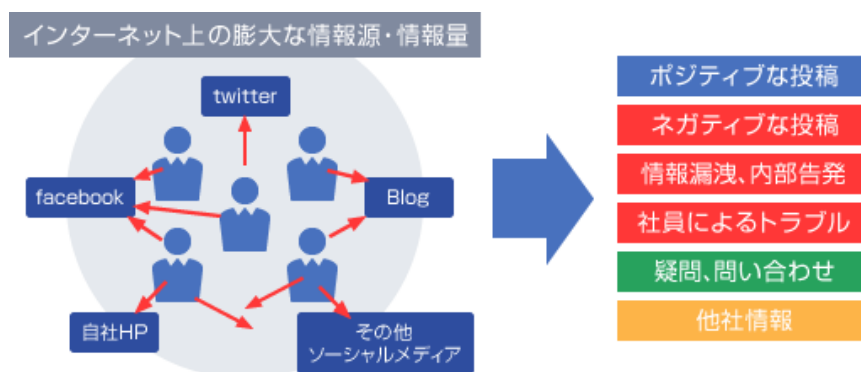 インターネット上の膨大な情報源・情報量
twitter
facebook
Blog
自社HP
その他
ソーシャルメディア
ポジティブな投稿
ネガティブな投稿
情報漏洩、内部告発
社員によるトラブル
疑問、問い合わせ
他社情報